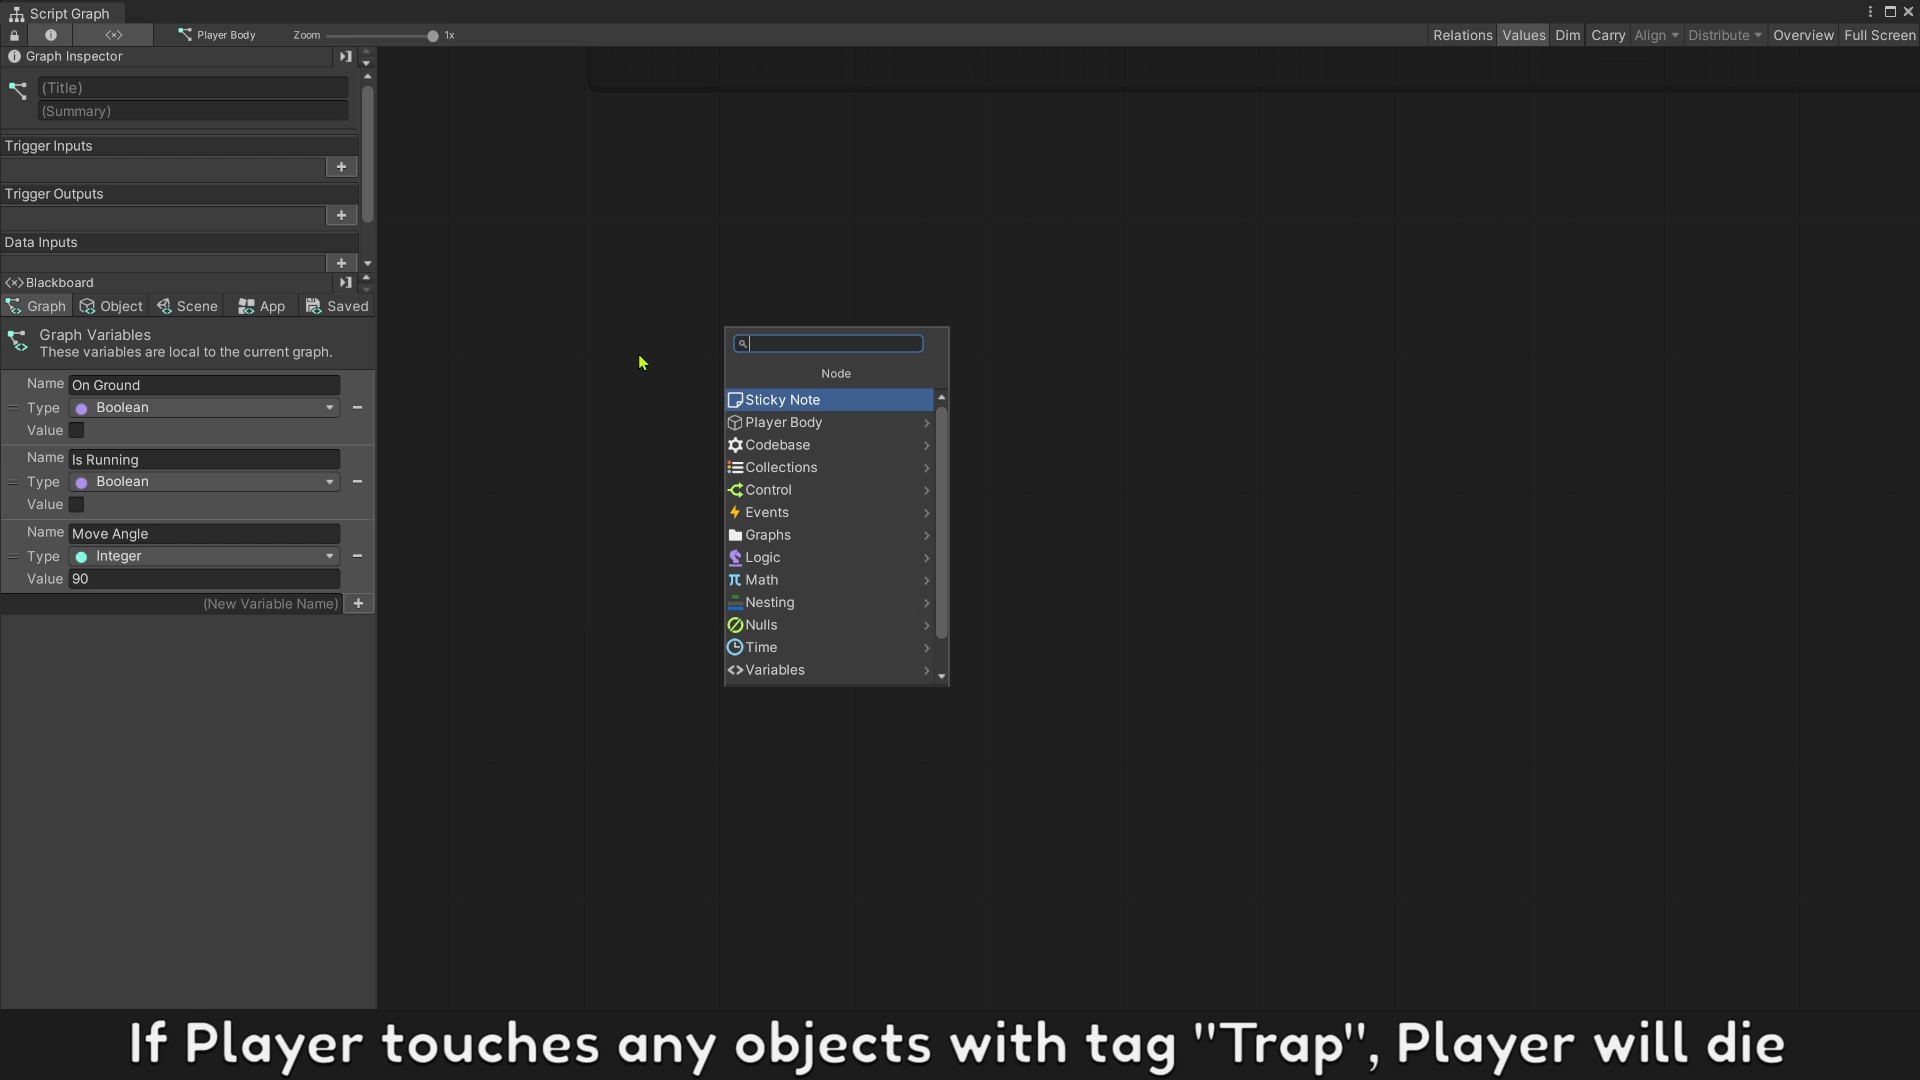 Script Graph
Player Body
Zoom
1x
Relations
Values
Dim
Carry
Align
Distribute
Overview
Full Screen
Graph Inspector
(Title)
(Summary)
Trigger Inputs
Trigger Outputs
Data Inputs
Blackboard
Graph
Object
Scene
App
Saved
Graph Variables
These variables are local to the current graph.
Name On Ground
Type Boolean
Value
Name Is Running
Type Boolean
Value
Name Move Angle
Type Integer
Value 90
(New Variable Name)
Node
Sticky Note
Player Body
Codebase
Collections
Control
Events
Graphs
Logic
Math
Nesting
Nulls
Time
Variables
If Player touches any objects with tag "Trap", Player will die